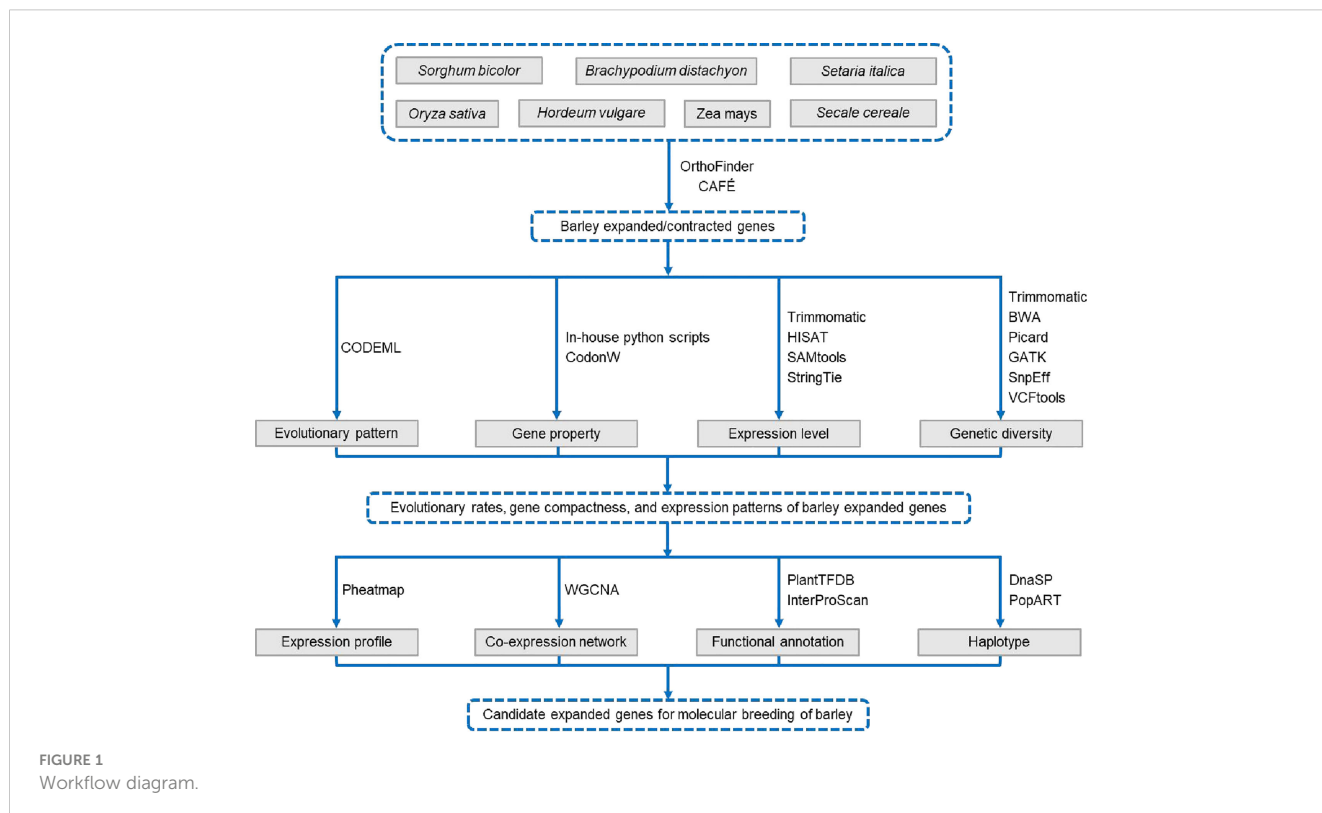 Sorghum bicolor
Brachypodium distachyon
Setaria italica
Oryza sativa
Hordeum vulgare
Zea mays
Secale cereale
OrthoFinder
CAFÉ
Barley expanded/contracted genes
CODEML
In-house python scripts
CodonW
Trimmomatic
HISAT
SAMtools
StringTie
Trimmomatic
BWA
Picard
GATK
SnpEff
VCFtools
Evolutionary pattern
Gene property
Expression level
Genetic diversity
Evolutionary rates, gene compactness, and expression patterns of barley expanded genes
Pheatmap
WGCNA
PlantTFDB
InterProScan
DnaSP
PopART
Expression profile
Co-expression network
Functional annotation
Haplotype
Candidate expanded genes for molecular breeding of barley
FIGURE 1
Workflow diagram.